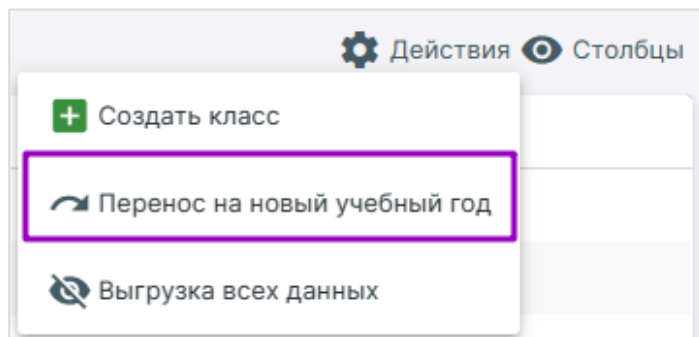 Действия Столбцы
Создать класс
Перенос на новый учебный год
Выгрузка всех данных